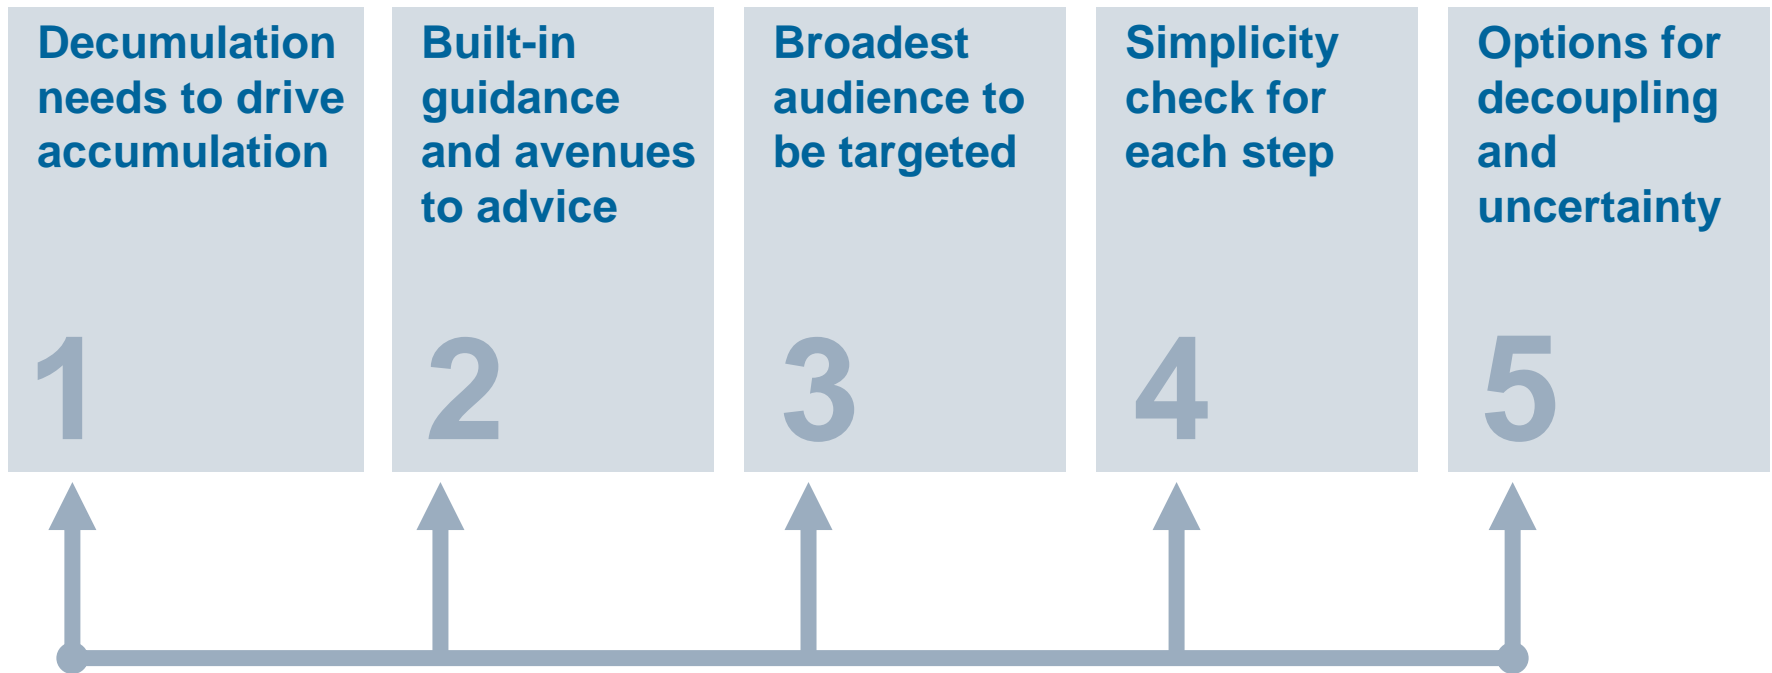 Decumulation
needs to drive
accumulation
1
Built-in
guidance
and avenues
to advice
2
Broadest
audience to
be targeted
3
Simplicity
check for
each step
4
Options for
decoupling
and
uncertainty
5